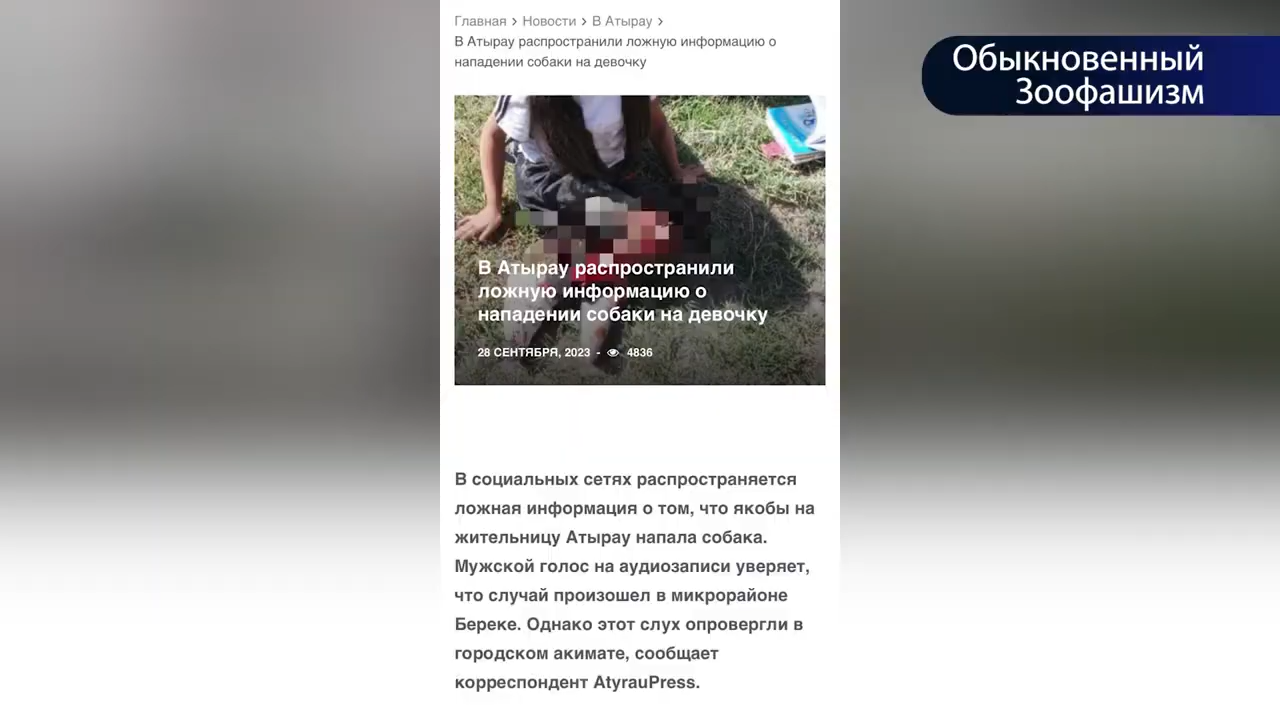 Главная › Новости › В Атырау ›
В Атырау распространили ложную информацию о
нападении собаки на девочку
Обыкновенный
Зоофашизм
В Атырау распространили
ложную информацию о
нападении собаки на девочку
28 СЕНТЯБРЯ, 2023 - 4836
В социальных сетях распространяется
ложная информация о том, что якобы на
жительницу Атырау напала собака.
Мужской голос на аудиозаписи уверяет,
что случай произошел в микрорайоне
Береке. Однако этот слух опровергли в
городском акимате, сообщает
корреспондент AtyrauPress.